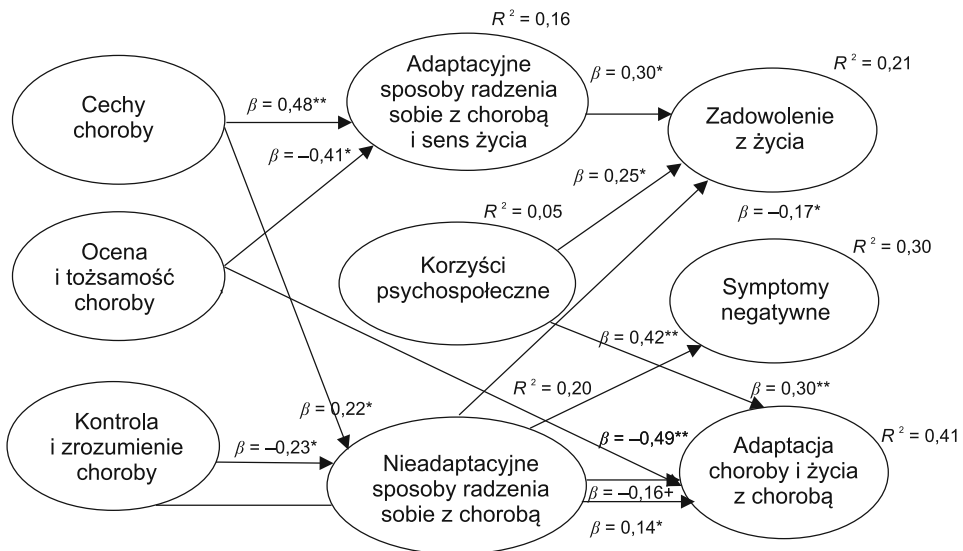 R² = 0,16
Cechy
choroby
β = 0,48**
Adaptacyjne
sposoby radzenia
sobie z chorobą
i sens życia
β = 0,30*
R² = 0,21
Zadowolenie
z życia
β = –0,41*
β = 0,25*
R² = 0,05
β = –0,17*
Ocena
i tożsamość
choroby
Korzyści
psychospołeczne
R² = 0,30
Symptomy
negatywne
β = 0,42**
R² = 0,20
β = 0,30**
β = 0,22*
Kontrola
i zrozumienie
choroby
β = –0,23*
Nieadaptacyjne
sposoby radzenia
sobie z chorobą
β = –0,49**
β = –0,16+
β = 0,14*
R² = 0,41
Adaptacja
choroby i życia
z chorobą